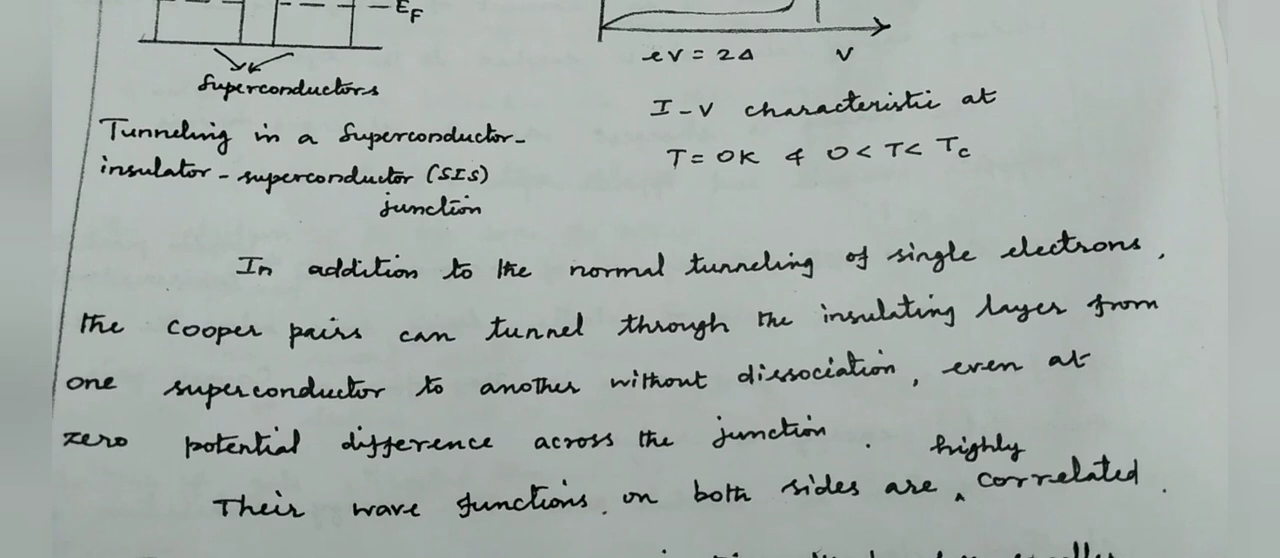 EF
eV = 2Δ V
Superconductors
I-V characteristic at
T = 0K & 0 < T < Tc
Tunneling in a Superconductor-
insulator - superconductor (SIS)
junction
In addition to the normal tunneling of single electrons,
the cooper pairs can tunnel through the insulating layer from
one superconductor to another without dissociation, even at
zero potential difference across the junction.
Their wave functions on both sides are highly correlated.